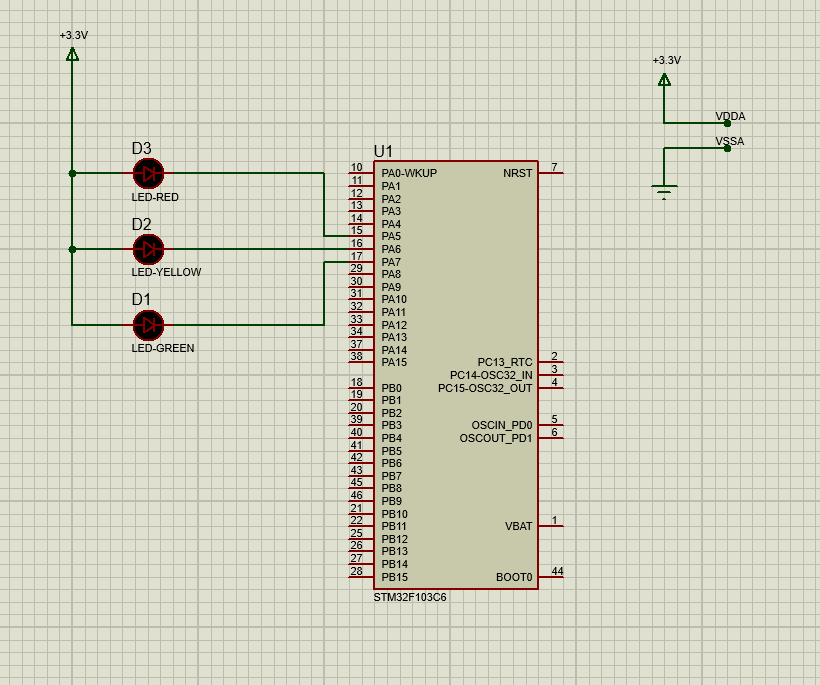 +3.3V
+3.3V
VDDA
VSSA
D3
LED-RED
D2
LED-YELLOW
D1
LED-GREEN
U1
10 PA0-WKUP NRST 7
11 PA1
12 PA2
13 PA3
14 PA4
15 PA5
16 PA6
17 PA7
29 PA8
30 PA9
31 PA10
32 PA11
33 PA12
34 PA13
37 PA14
38 PA15
PC13_RTC 2
PC14-OSC32_IN 3
18 PB0 PC15-OSC32_OUT 4
19 PB1
20 PB2
39 PB3 OSCIN_PD0 5
40 PB4 OSCOUT_PD1 6
41 PB5
42 PB6
43 PB7
45 PB8
46 PB9
21 PB10
22 PB11 VBAT 1
25 PB12
26 PB13
27 PB14
28 PB15 BOOT0 44
STM32F103C6